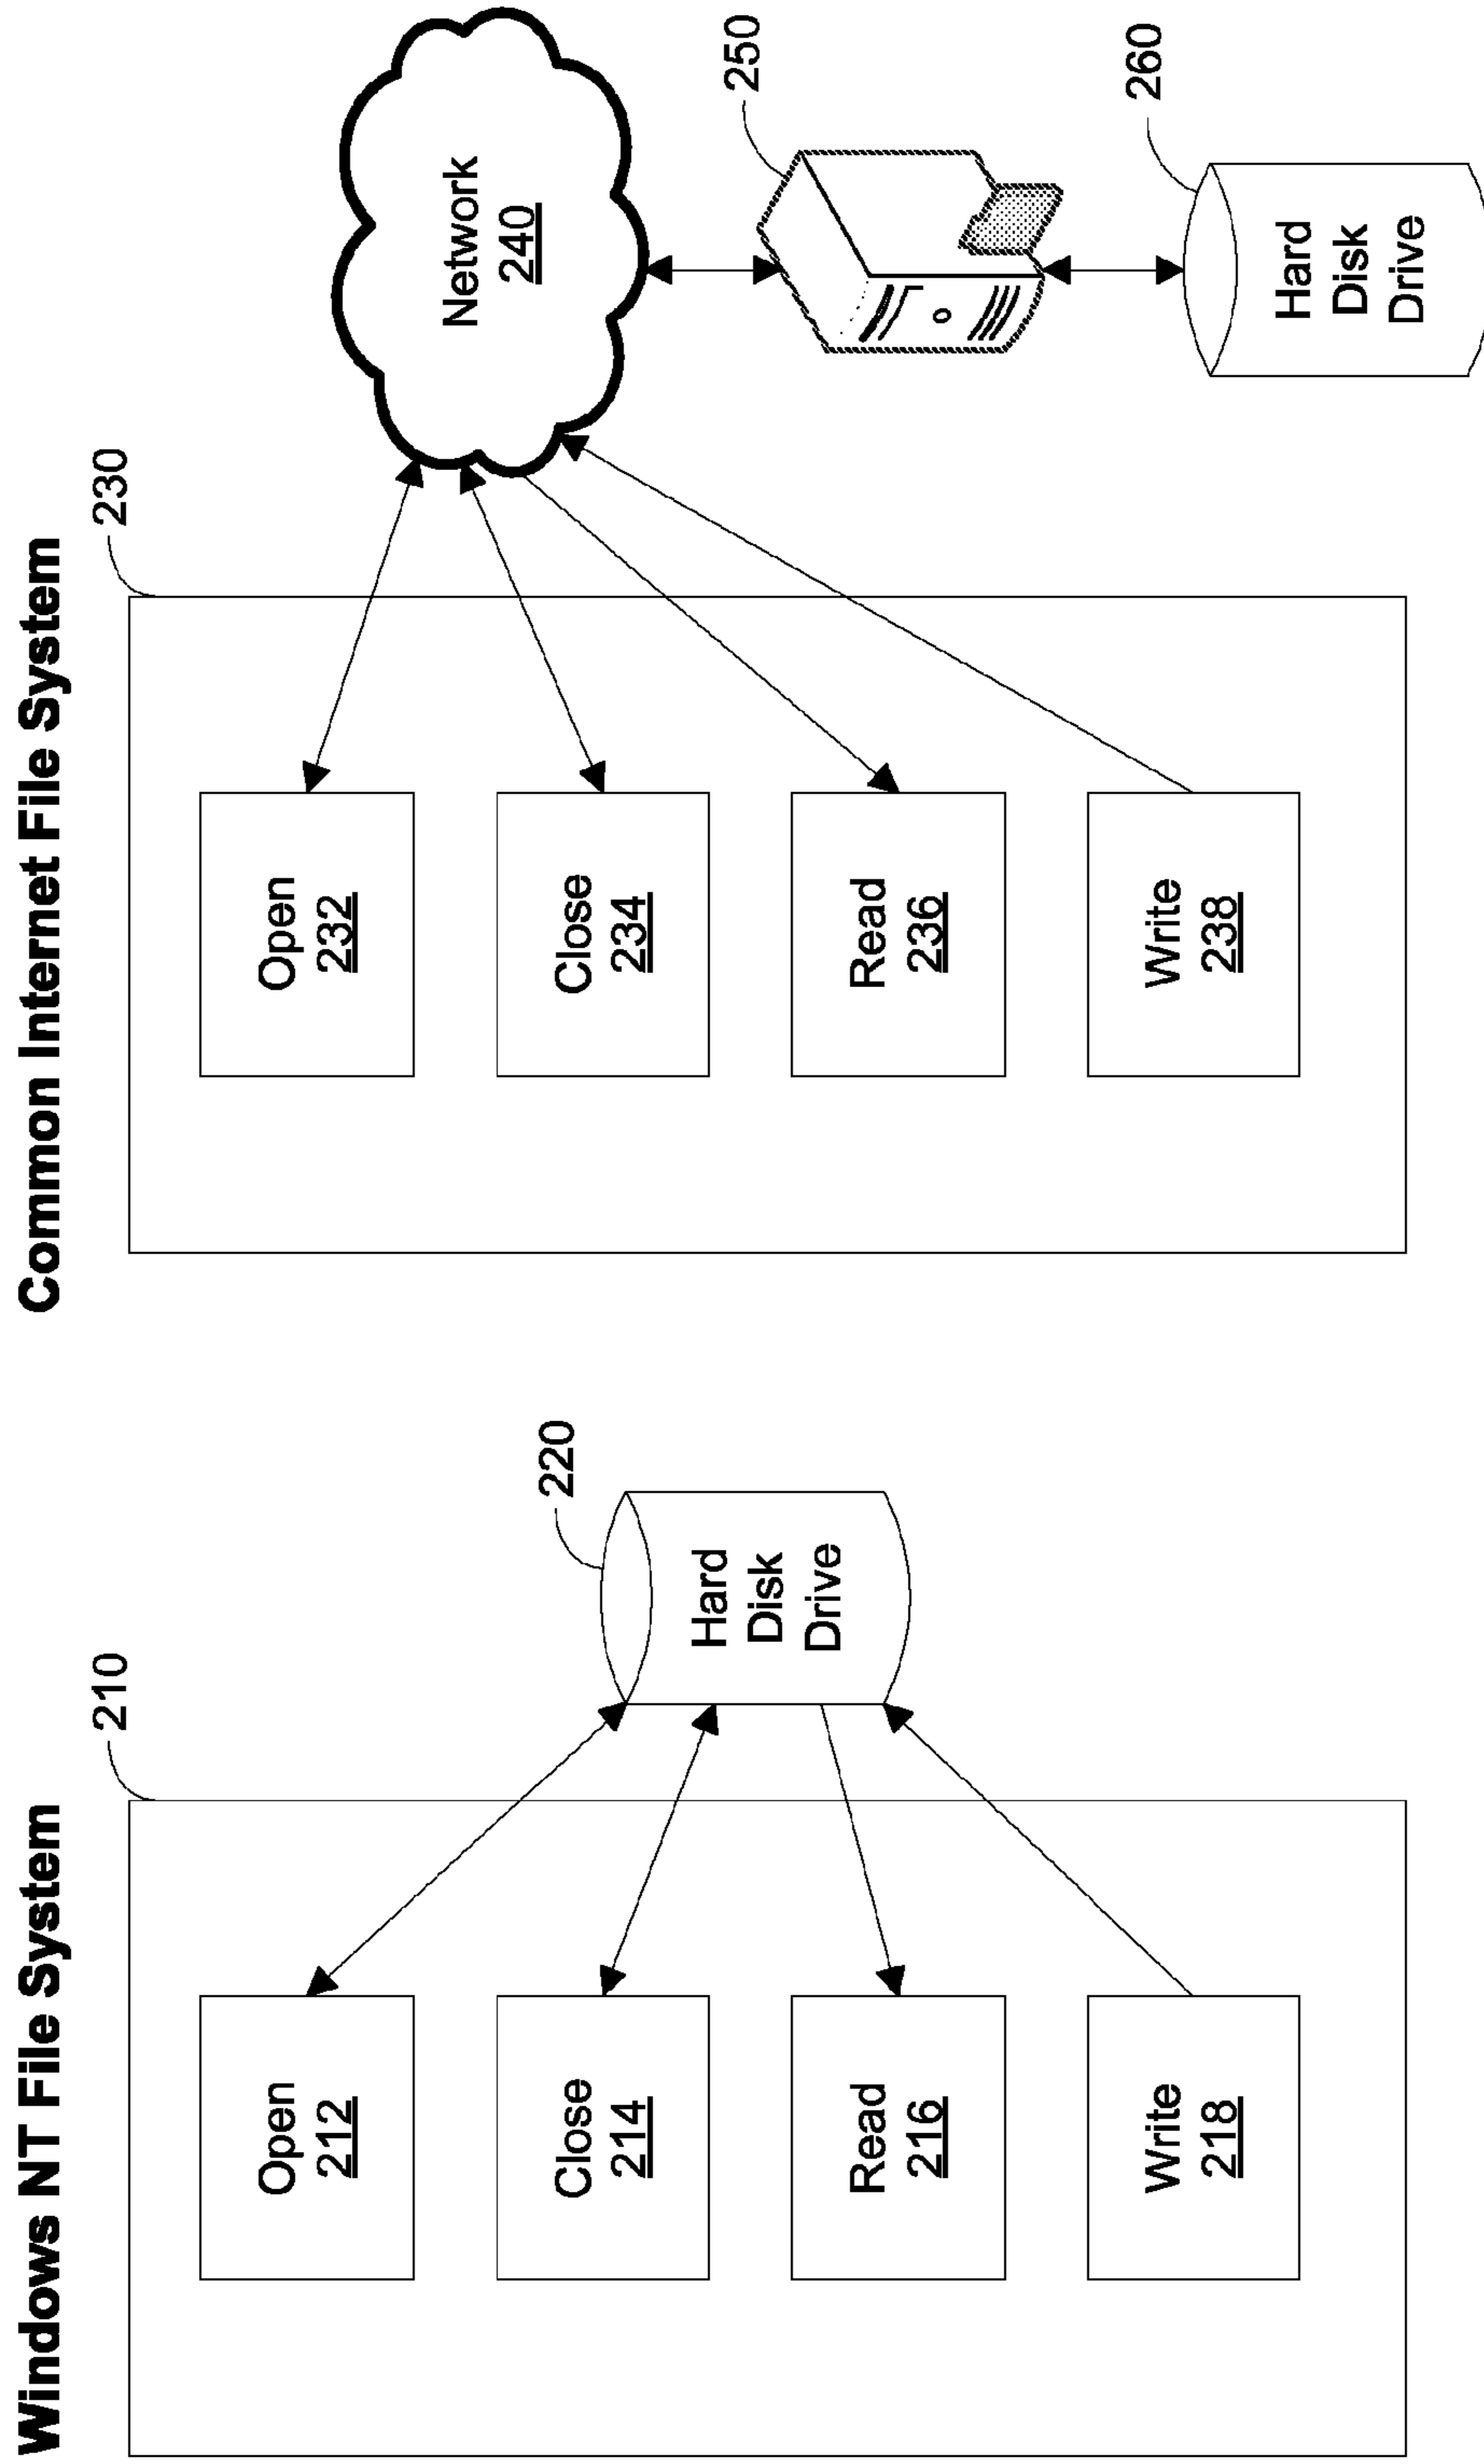 Windows NT File System
210
Open
212
Close
214
Read
216
Write
218
220
Hard
Disk
Drive
Common Internet File System
230
Open
232
Close
234
Read
236
Write
238
Network
240
250
260
Hard
Disk
Drive